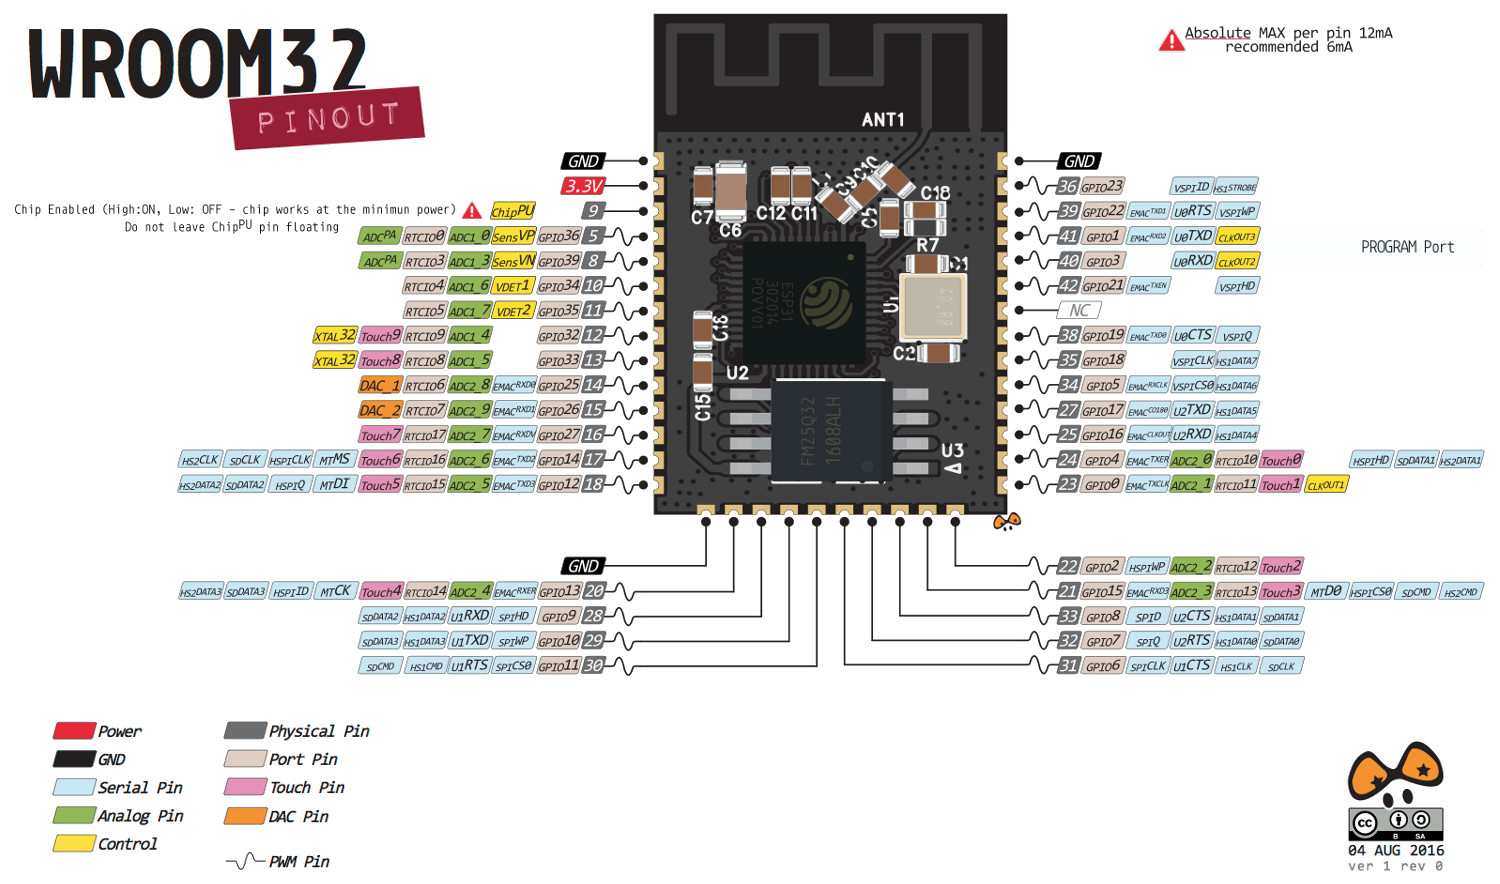 WROOM32
PINOUT
Absolute MAX per pin 12mA
recommended 6mA
ANT1
GND
3.3V
Chip Enabled (High:ON, Low: OFF - chip works at the minimun power) ChipPU 9
Do not leave ChipPU pin floating
ADCPA RTCIO0 ADC1_0 SensVP GPIO36 5
ADCPA RTCIO3 ADC1_3 SensVN GPIO39 8
RTCIO4 ADC1_6 VDET1 GPIO34 10
RTCIO5 ADC1_7 VDET2 GPIO35 11
XTAL32 Touch9 RTCIO9 ADC1_4 GPIO32 12
XTAL32 Touch8 RTCIO8 ADC1_5 GPIO33 13
DAC_1 RTCIO6 ADC2_8 EMACRXD0 GPIO25 14
DAC_2 RTCIO7 ADC2_9 EMACRXD1 GPIO26 15
Touch7 RTCIO17 ADC2_7 EMACRXDV GPIO27 16
HS2CLK SDCLK HSPICLK MTMS Touch6 RTCIO16 ADC2_6 EMACTXD2 GPIO14 17
HS2DATA2 SDDATA2 HSPIQ MTDI Touch5 RTCIO15 ADC2_5 EMACTXD3 GPIO12 18
C7
C6
C12 C11
C9
C10
C5
C18
R7
C1
U1
C2
C16
C15
U2
U3
ESP31
302014
PQVV01
40.00
FM25Q32
1608ALH
GND
36 GPIO23 VSPIID HS1STROBE
39 GPIO22 EMACTXD1 U0RTS VSPIWP
41 GPIO1 EMACRXD2 U0TXD CLKOUT3
40 GPIO3 U0RXD CLKOUT2
PROGRAM Port
42 GPIO21 EMACTXEN VSPIHD
NC
38 GPIO19 EMACTXD0 U0CTS VSPIQ
35 GPIO18 VSPICLK HS1DATA7
34 GPIO5 EMACRXCLK VSPICS0 HS1DATA6
27 GPIO17 EMACCO180 U2TXD HS1DATA5
25 GPIO16 EMACCLKOUT U2RXD HS1DATA4
24 GPIO4 EMACTXER ADC2_0 RTCIO10 Touch0 HSPIHD SDDATA1 HS2DATA1
23 GPIO0 EMACTXCLK ADC2_1 RTCIO11 Touch1 CLKOUT1
GND
HS2DATA3 SDDATA3 HSPIID MTCK Touch4 RTCIO14 ADC2_4 EMACRXER GPIO13 20
SDDATA2 HS1DATA2 U1RXD SPIHD GPIO9 28
SDDATA3 HS1DATA3 U1TXD SPIWP GPIO10 29
SDCMD HS1CMD U1RTS SPICS0 GPIO11 30
22 GPIO2 HSPIWP ADC2_2 RTCIO12 Touch2
21 GPIO15 EMACRXD3 ADC2_3 RTCIO13 Touch3 MTDO HSPICS0 SDCMD HS2CMD
33 GPIO8 SPID U2CTS HS1DATA1 SDDATA1
32 GPIO7 SPIQ U2RTS HS1DATA0 SDDATA0
31 GPIO6 SPICLK U1CTS HS1CLK SDCLK
Power
GND
Serial Pin
Analog Pin
Control
Physical Pin
Port Pin
Touch Pin
DAC Pin
PWM Pin
cc
B SA
04 AUG 2016
ver 1 rev 0